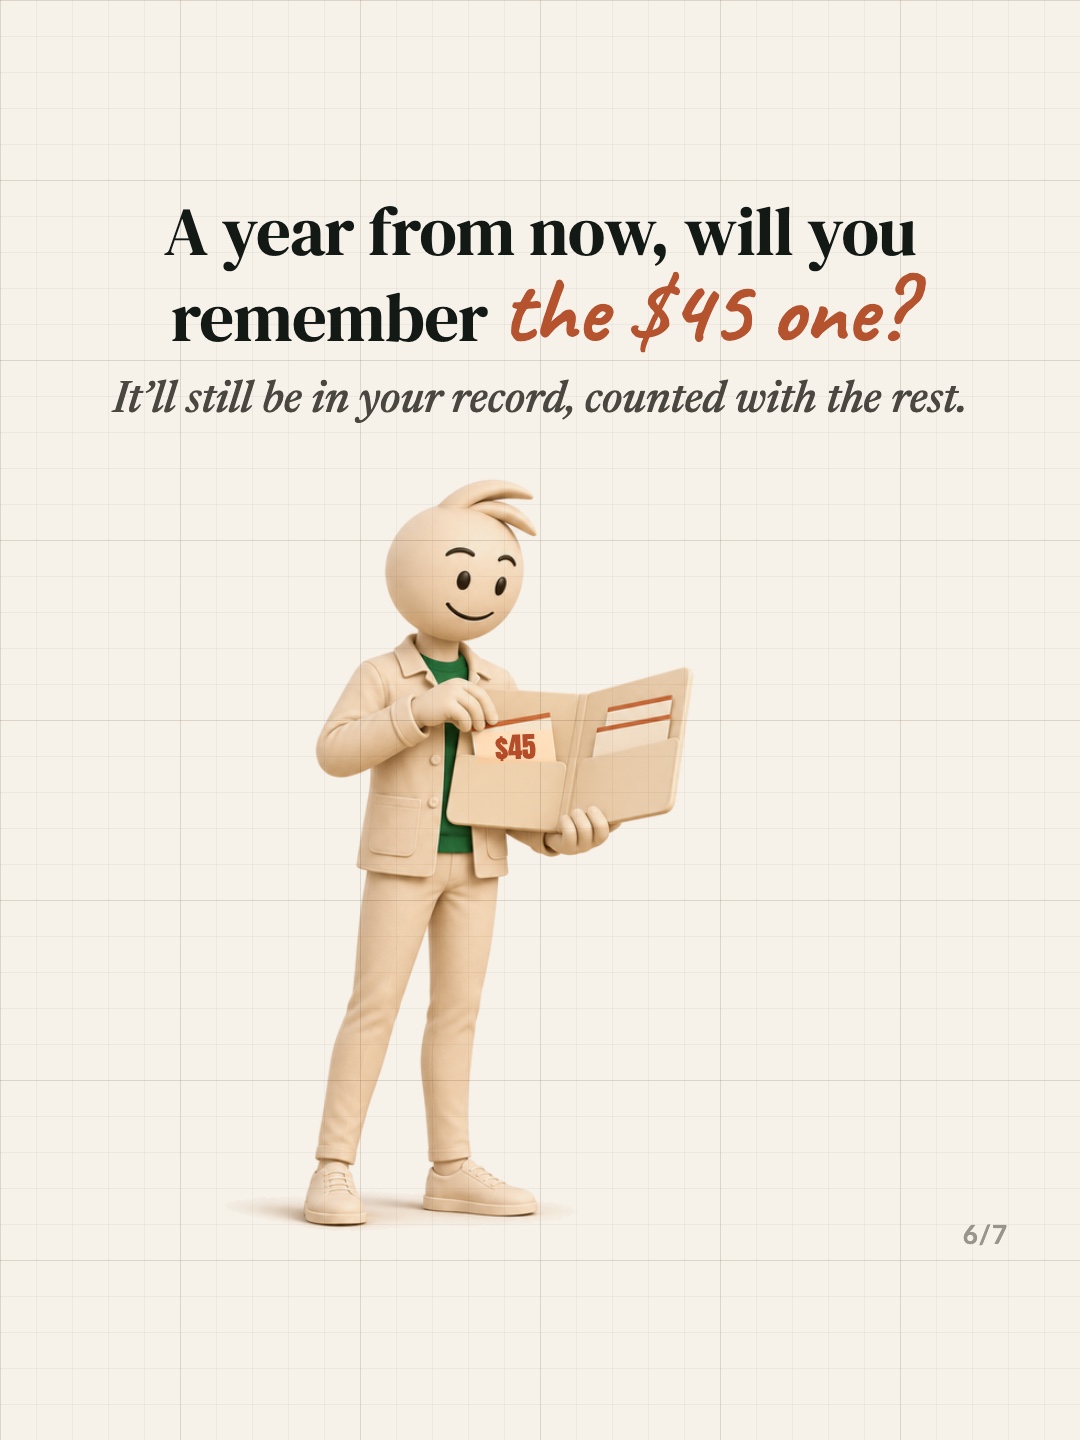 A year from now, will you
remember the $45 one?
It’ll still be in your record, counted with the rest.
$45
6/7